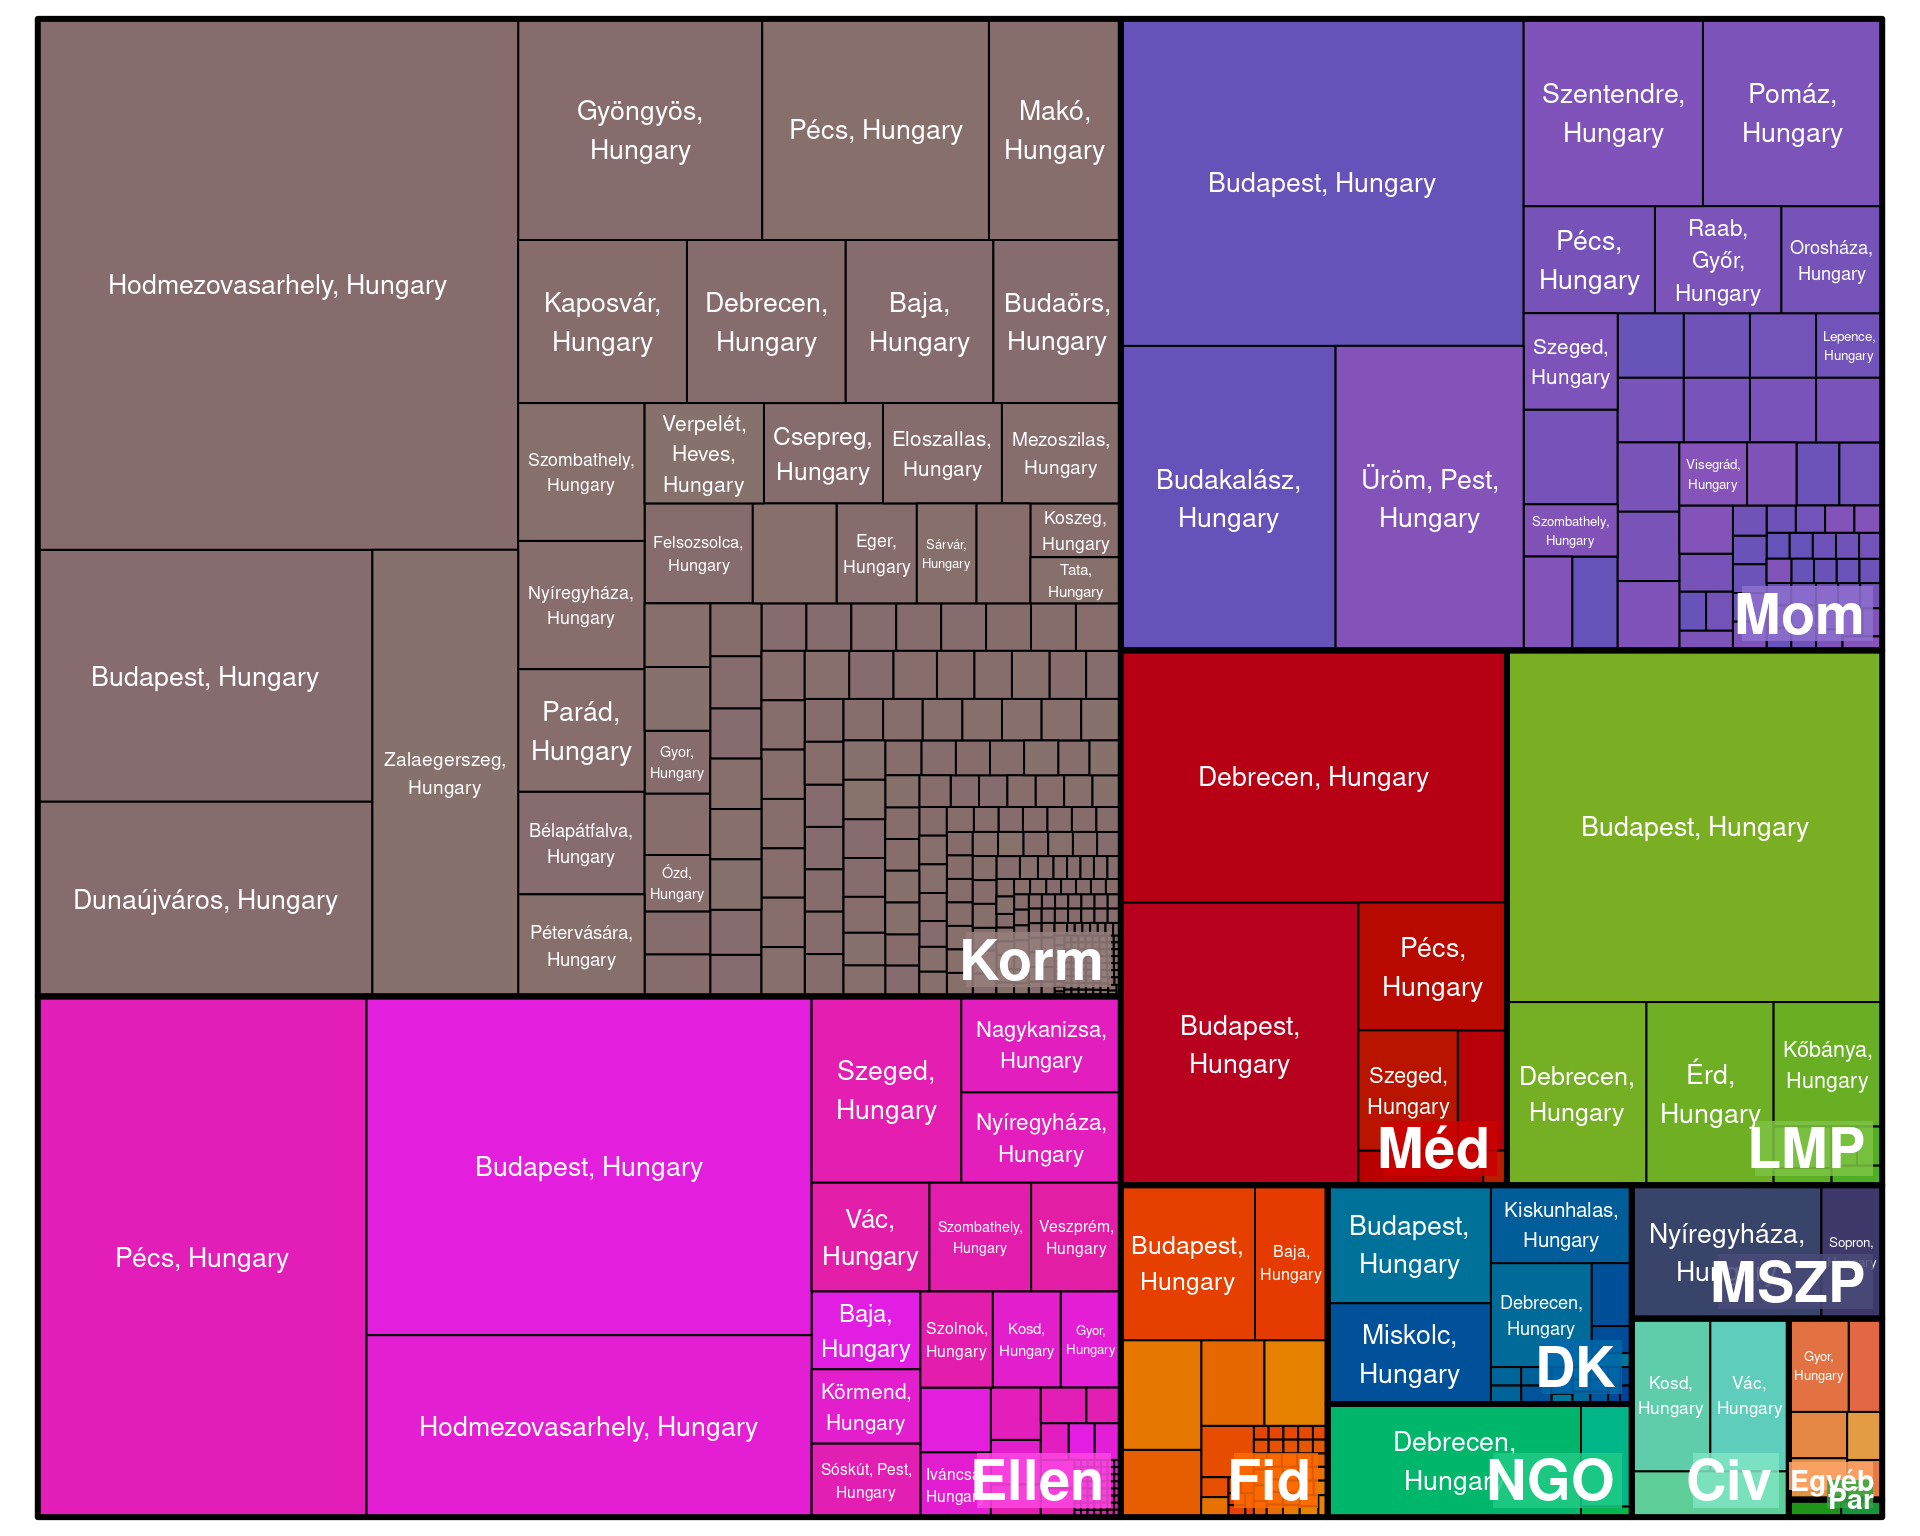 Hodmezovasarhely, Hungary
Budapest, Hungary
Dunaújváros, Hungary
Zalaegerszeg,
Hungary
Gyöngyös,
Hungary
Pécs, Hungary
Makó,
Hungary
Kaposvár,
Hungary
Debrecen,
Hungary
Baja,
Hungary
Budaörs,
Hungary
Szombathely,
Hungary
Verpelét,
Heves,
Hungary
Csepreg,
Hungary
Eloszallas,
Hungary
Mezoszilas,
Hungary
Nyíregyháza,
Hungary
Felsozsolca,
Hungary
Eger,
Hungary
Sárvár,
Hungary
Koszeg,
Hungary
Tata,
Hungary
Parád,
Hungary
Gyor,
Hungary
Bélapátfalva,
Hungary
Ózd,
Hungary
Pétervására,
Hungary
Korm
Budapest, Hungary
Szentendre,
Hungary
Pomáz,
Hungary
Pécs,
Hungary
Raab,
Győr,
Hungary
Orosháza,
Hungary
Szeged,
Hungary
Lepence,
Hungary
Budakalász,
Hungary
Üröm, Pest,
Hungary
Visegrád,
Hungary
Szombathely,
Hungary
Mom
Debrecen, Hungary
Budapest,
Hungary
Pécs,
Hungary
Szeged,
Hungary
Méd
Budapest, Hungary
Debrecen,
Hungary
Érd,
Hungary
Kőbánya,
Hungary
LMP
Pécs, Hungary
Budapest, Hungary
Hodmezovasarhely, Hungary
Szeged,
Hungary
Nagykanizsa,
Hungary
Nyíregyháza,
Hungary
Vác,
Hungary
Szombathely,
Hungary
Veszprém,
Hungary
Baja,
Hungary
Szolnok,
Hungary
Kosd,
Hungary
Gyor,
Hungary
Körmend,
Hungary
Sóskút, Pest,
Hungary
Iváncsa
Hungary
Ellen
Budapest,
Hungary
Baja,
Hungary
Fid
Budapest,
Hungary
Kiskunhalas,
Hungary
Debrecen,
Hungary
Miskolc,
Hungary
DK
Debrecen,
Hungary
NGO
Nyíregyháza,
Hungary
Sopron,
MSZP
Kosd,
Hungary
Vác,
Hungary
Civ
Gyor,
Hungary
Egyéb
Pár